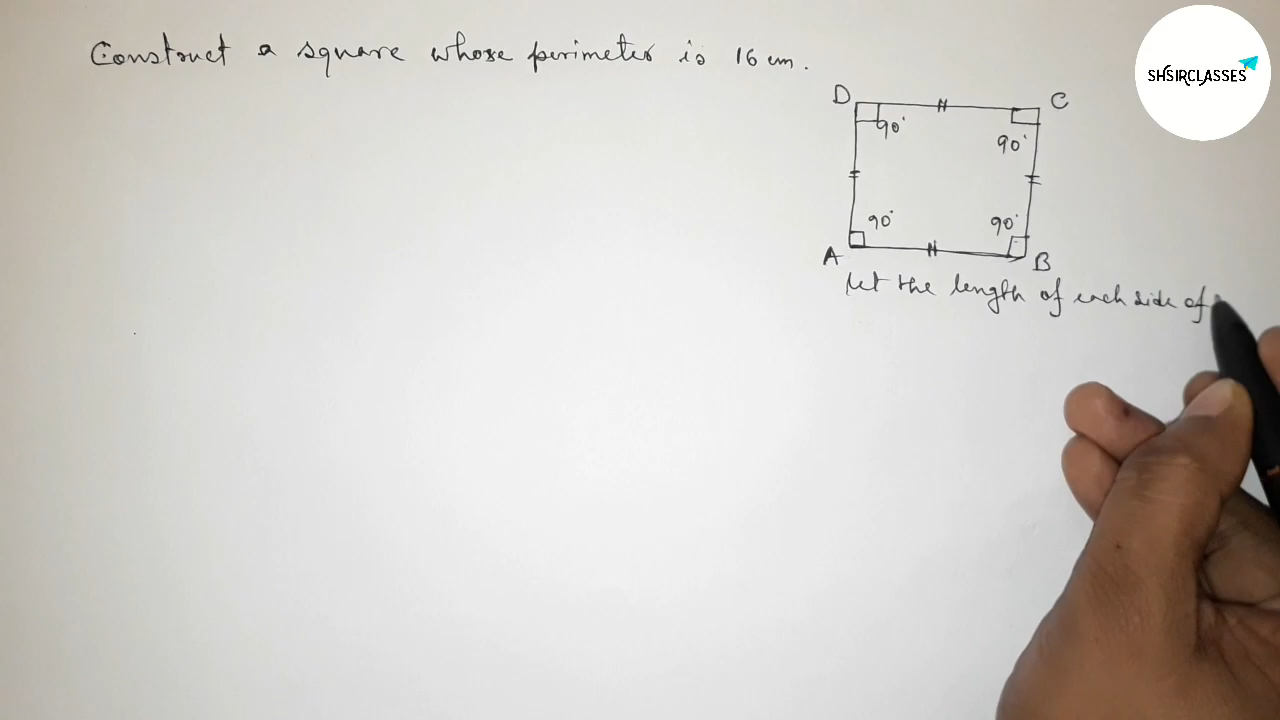 Construct a square whose perimeter is 16 cm.
SHSIRCLASSES
D C
90° 90°
90° 90°
A B
let the length of each side of